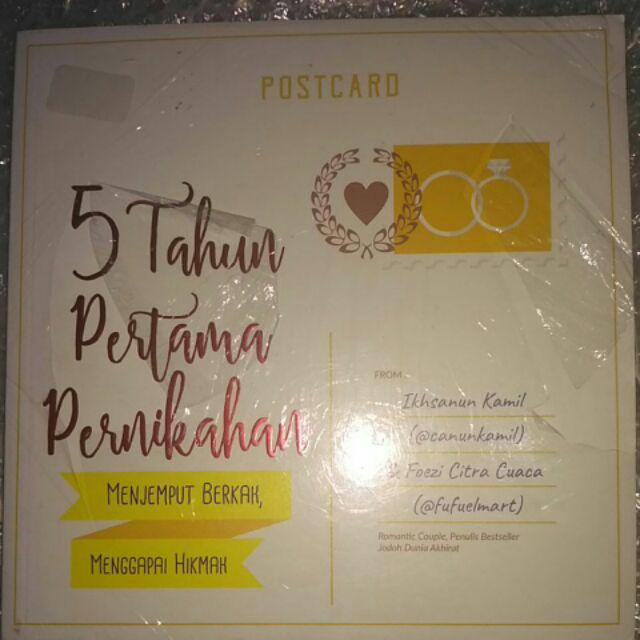 POSTCARD
5 Tahun
Pertama
Pernikahan
MENJEMPUT BERKAH,
MENGGAPAI HIKMAH
FROM
Ikhsanun Kamil
(@canunkamil)
& Foezi Citra Cuaca
(@fufuelmart)
Romantic Couple, Penulis Bestseller
Jodoh Dunia Akhirat